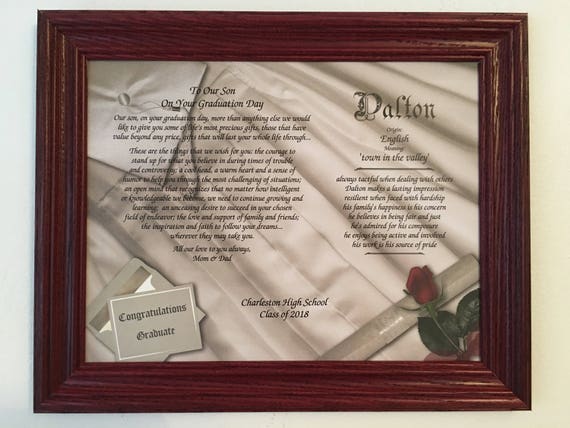 To Our Son
On Your Graduation Day
Our son, on your graduation day, more than anything else we would
like to give you some of life's most precious gifts, those that have
value beyond any price, gifts that will last your whole life through...
These are the things that we wish for you: the courage to
stand up for what you believe in during times of trouble
and controversy; a cool head, a warm heart and a sense of
humor to help you through the most challenging of situations;
an open mind that recognizes that no matter how intelligent
or knowledgeable we become, we need to continue growing and
learning; an unceasing desire to succeed in your chosen
field of endeavor; the love and support of family and friends;
the inspiration and faith to follow your dreams...
wherever they may take you.
All our love to you always,
Mom & Dad
Dalton
Origin:
English
Meaning:
'town in the valley'
always tactful when dealing with others
Dalton makes a lasting impression
resilient when faced with hardship
his family's happiness is his concern
he believes in being fair and just
he's admired for his composure
he enjoys being active and involved
his work is his source of pride
Charleston High School
Class of 2018
Congratulations
Graduate